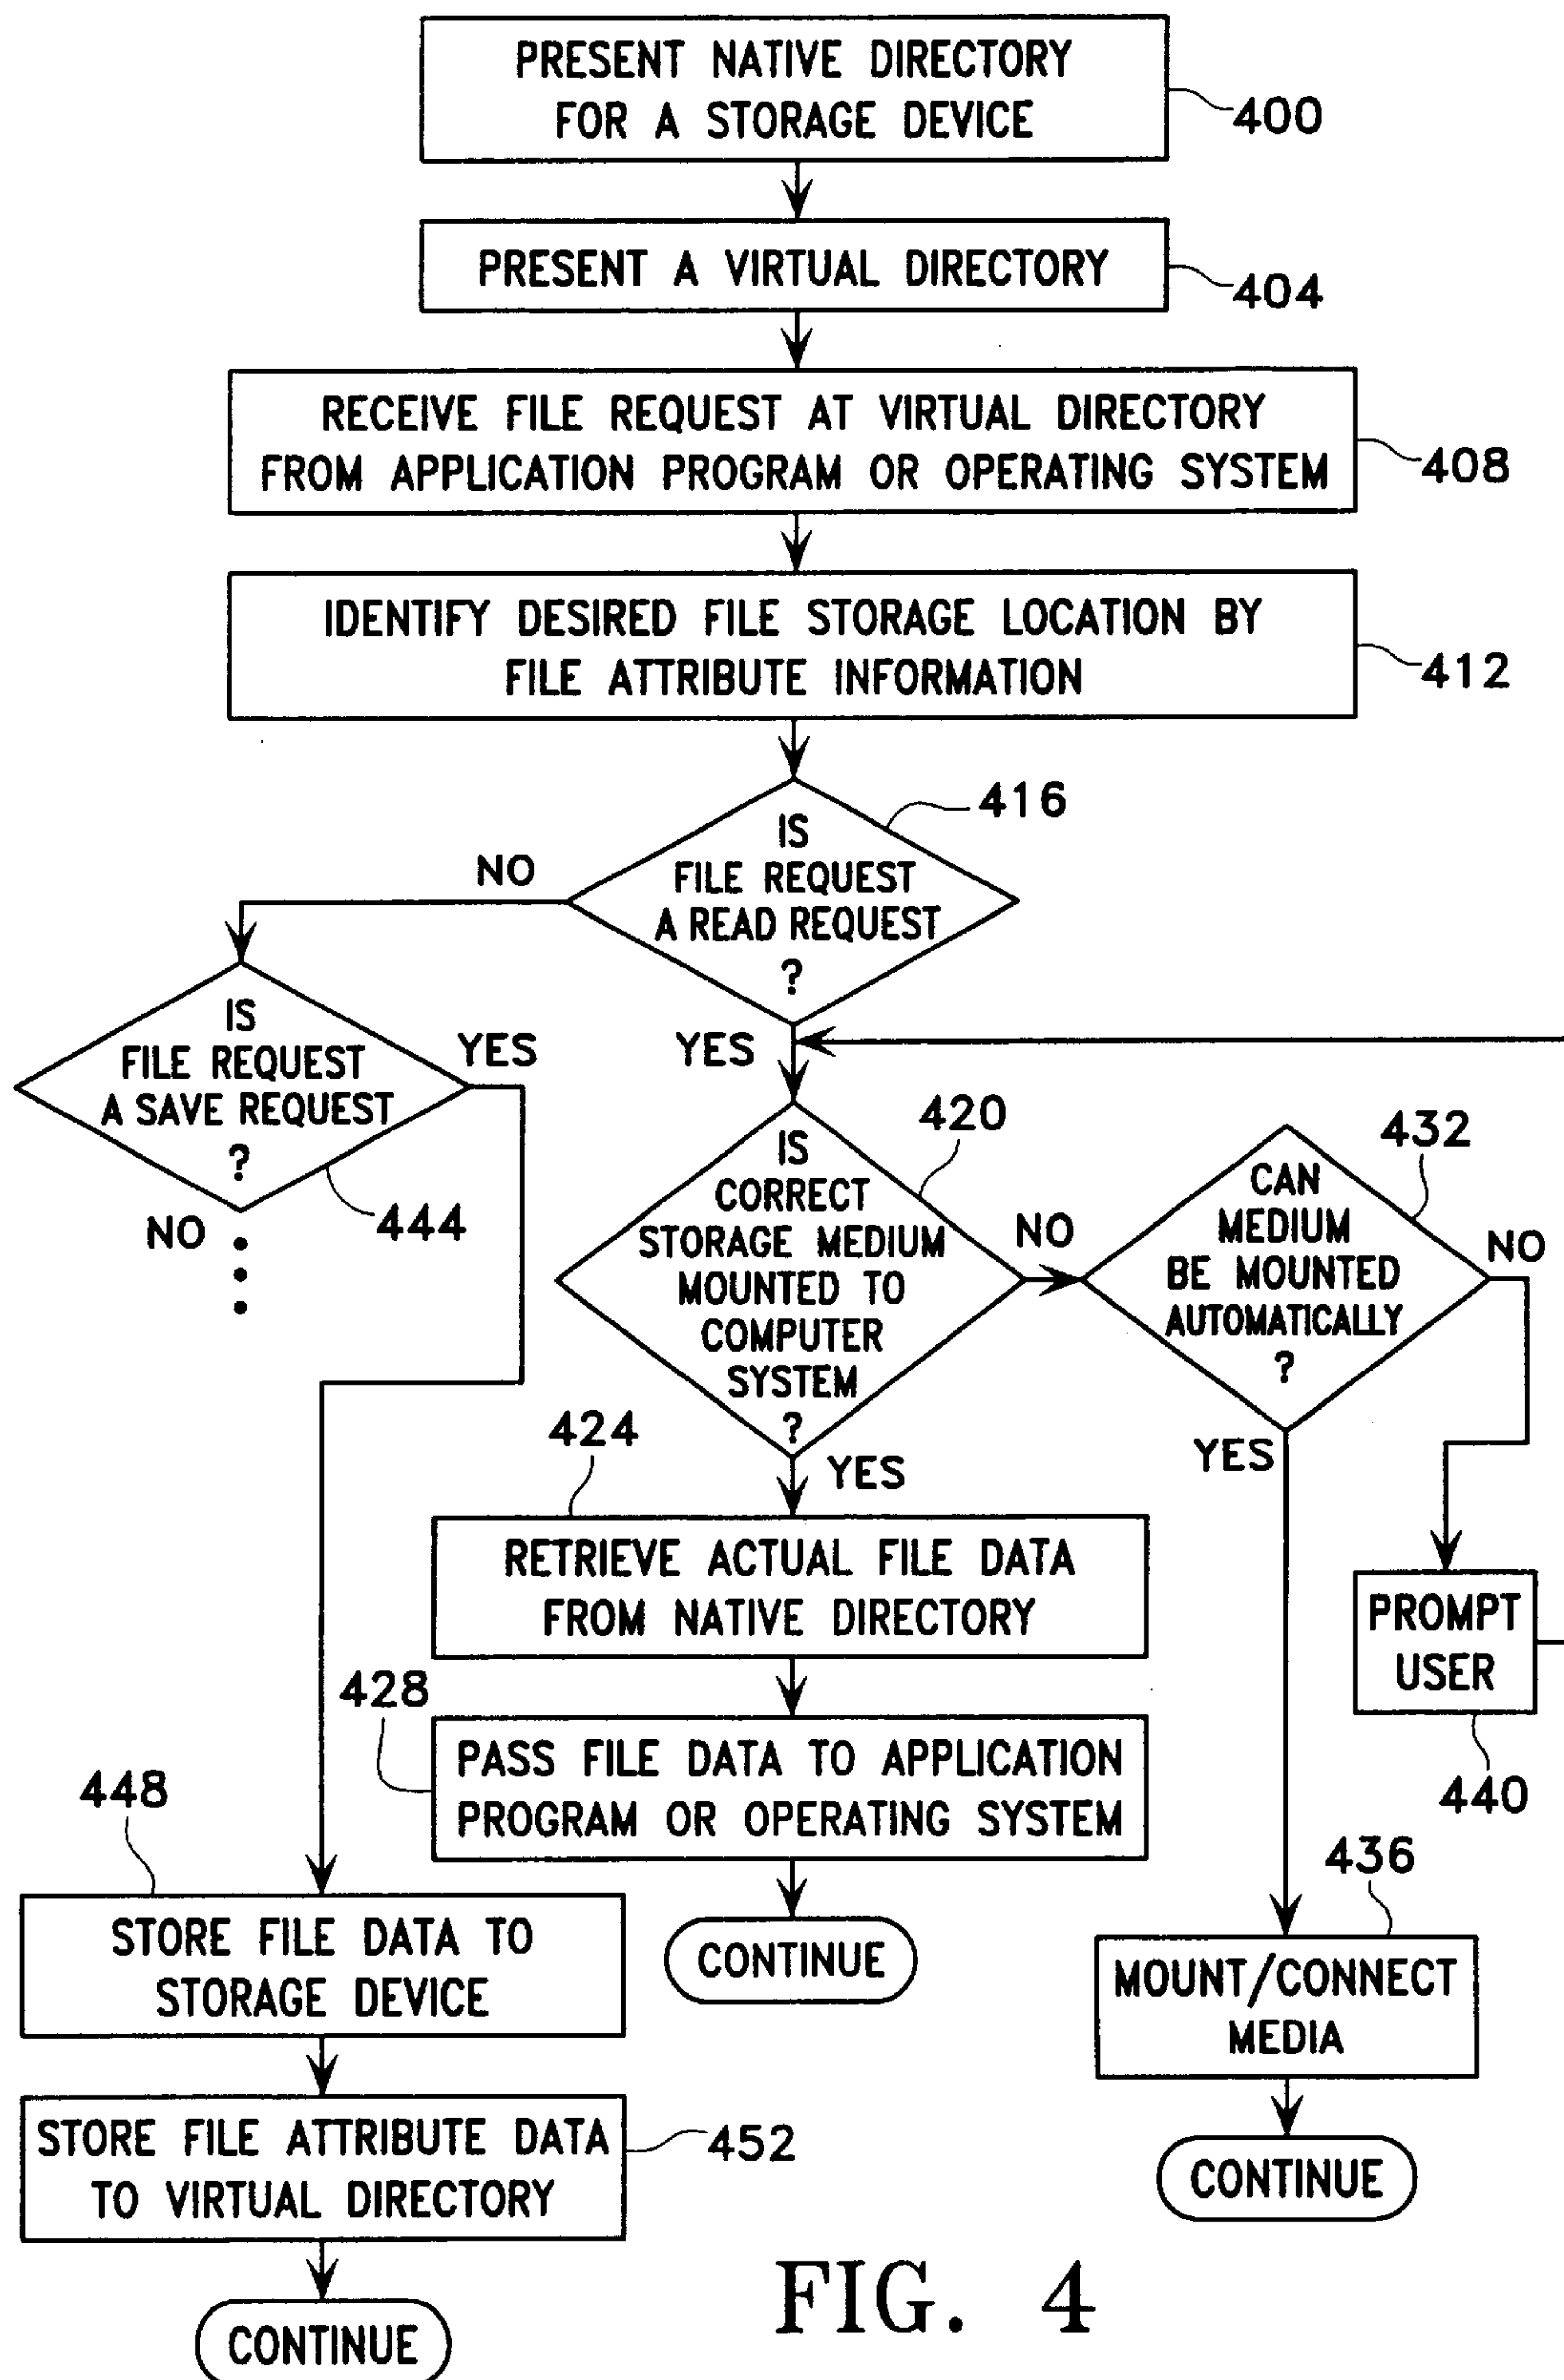 PRESENT NATIVE DIRECTORY
FOR A STORAGE DEVICE
400
PRESENT A VIRTUAL DIRECTORY
404
RECEIVE FILE REQUEST AT VIRTUAL DIRECTORY
FROM APPLICATION PROGRAM OR OPERATING SYSTEM
408
IDENTIFY DESIRED FILE STORAGE LOCATION BY
FILE ATTRIBUTE INFORMATION
412
416
IS
FILE REQUEST
A READ REQUEST
?
NO
YES
IS
FILE REQUEST
A SAVE REQUEST
?
YES
444
NO
420
IS
CORRECT
STORAGE MEDIUM
MOUNTED TO
COMPUTER
SYSTEM
?
NO
YES
432
CAN
MEDIUM
BE MOUNTED
AUTOMATICALLY
?
NO
YES
424
RETRIEVE ACTUAL FILE DATA
FROM NATIVE DIRECTORY
PROMPT
USER
440
428
PASS FILE DATA TO APPLICATION
PROGRAM OR OPERATING SYSTEM
CONTINUE
448
STORE FILE DATA TO
STORAGE DEVICE
436
MOUNT/CONNECT
MEDIA
CONTINUE
STORE FILE ATTRIBUTE DATA
TO VIRTUAL DIRECTORY
452
CONTINUE
FIG. 4